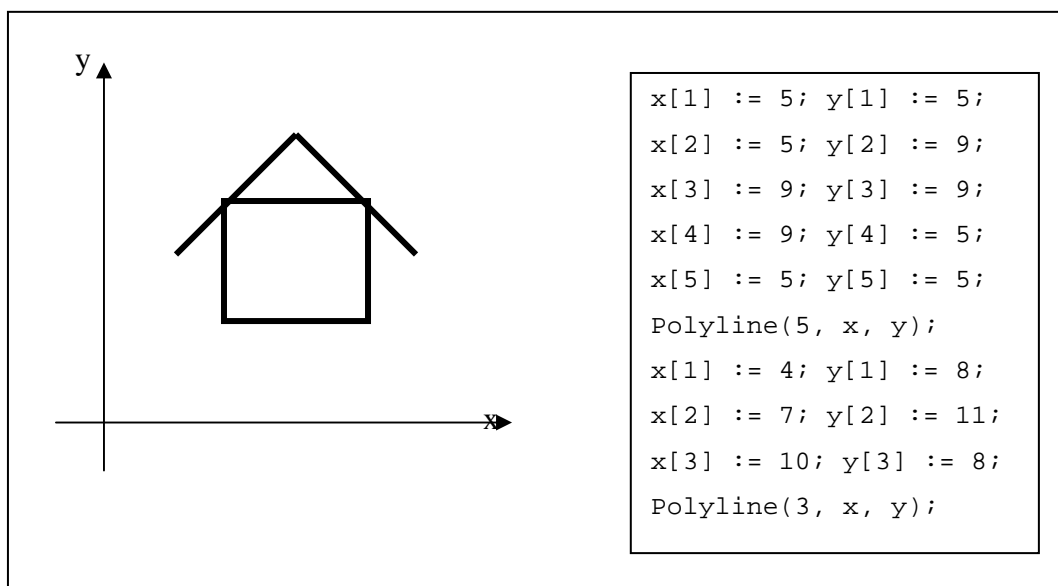 y
x
x[1] := 5; y[1] := 5;
x[2] := 5; y[2] := 9;
x[3] := 9; y[3] := 9;
x[4] := 9; y[4] := 5;
x[5] := 5; y[5] := 5;
Polyline(5, x, y);
x[1] := 4; y[1] := 8;
x[2] := 7; y[2] := 11;
x[3] := 10; y[3] := 8;
Polyline(3, x, y);